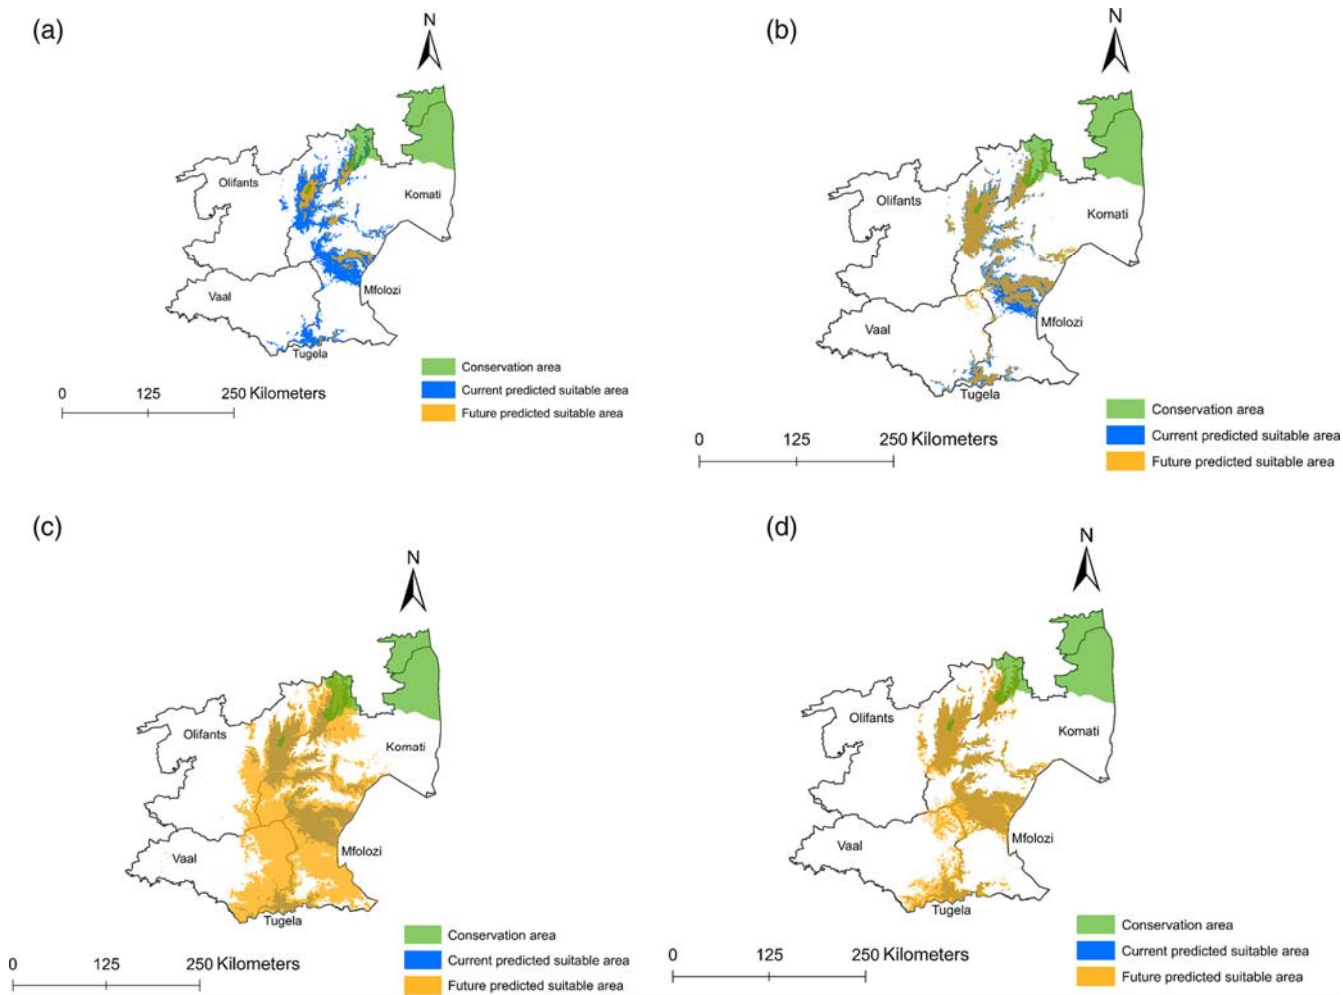 (a)
N
Olifants
Komati
Vaal
Mfolozi
Tugela
Conservation area
Current predicted suitable area
Future predicted suitable area
0 125 250 Kilometers
(b)
N
Olifants
Komati
Vaal
Mfolozi
Tugela
Conservation area
Current predicted suitable area
Future predicted suitable area
0 125 250 Kilometers
(c)
N
Olifants
Komati
Vaal
Mfolozi
Tugela
Conservation area
Current predicted suitable area
Future predicted suitable area
0 125 250 Kilometers
(d)
N
Olifants
Komati
Vaal
Mfolozi
Tugela
Conservation area
Current predicted suitable area
Future predicted suitable area
0 125 250 Kilometers